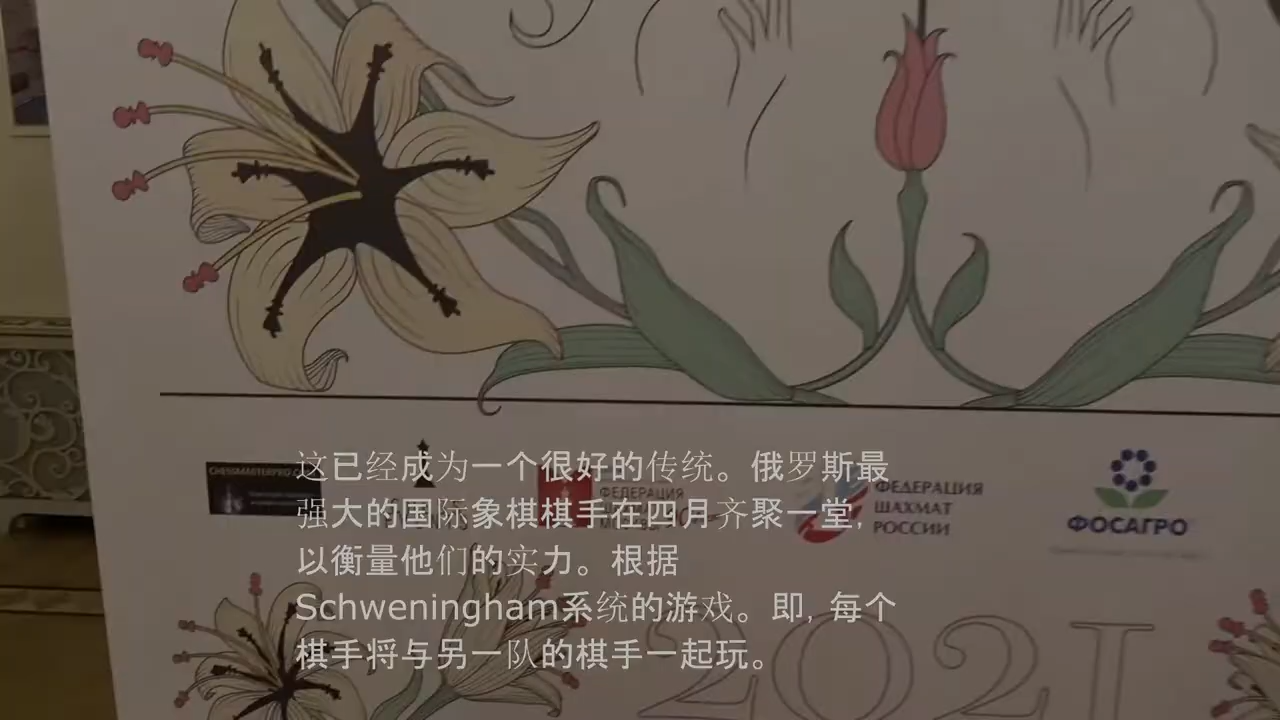 CHESSMASTERPRO
ФЕДЕРАЦИЯ
ФЕДЕРАЦИЯ
ШАХМАТ
РОССИИ
ФОСАГРО
这已经成为一个很好的传统。俄罗斯最
强大的国际象棋棋手在四月齐聚一堂,
以衡量他们的实力。根据
Schweningham系统的游戏。即, 每个
棋手将与另一队的棋手一起玩。
2021